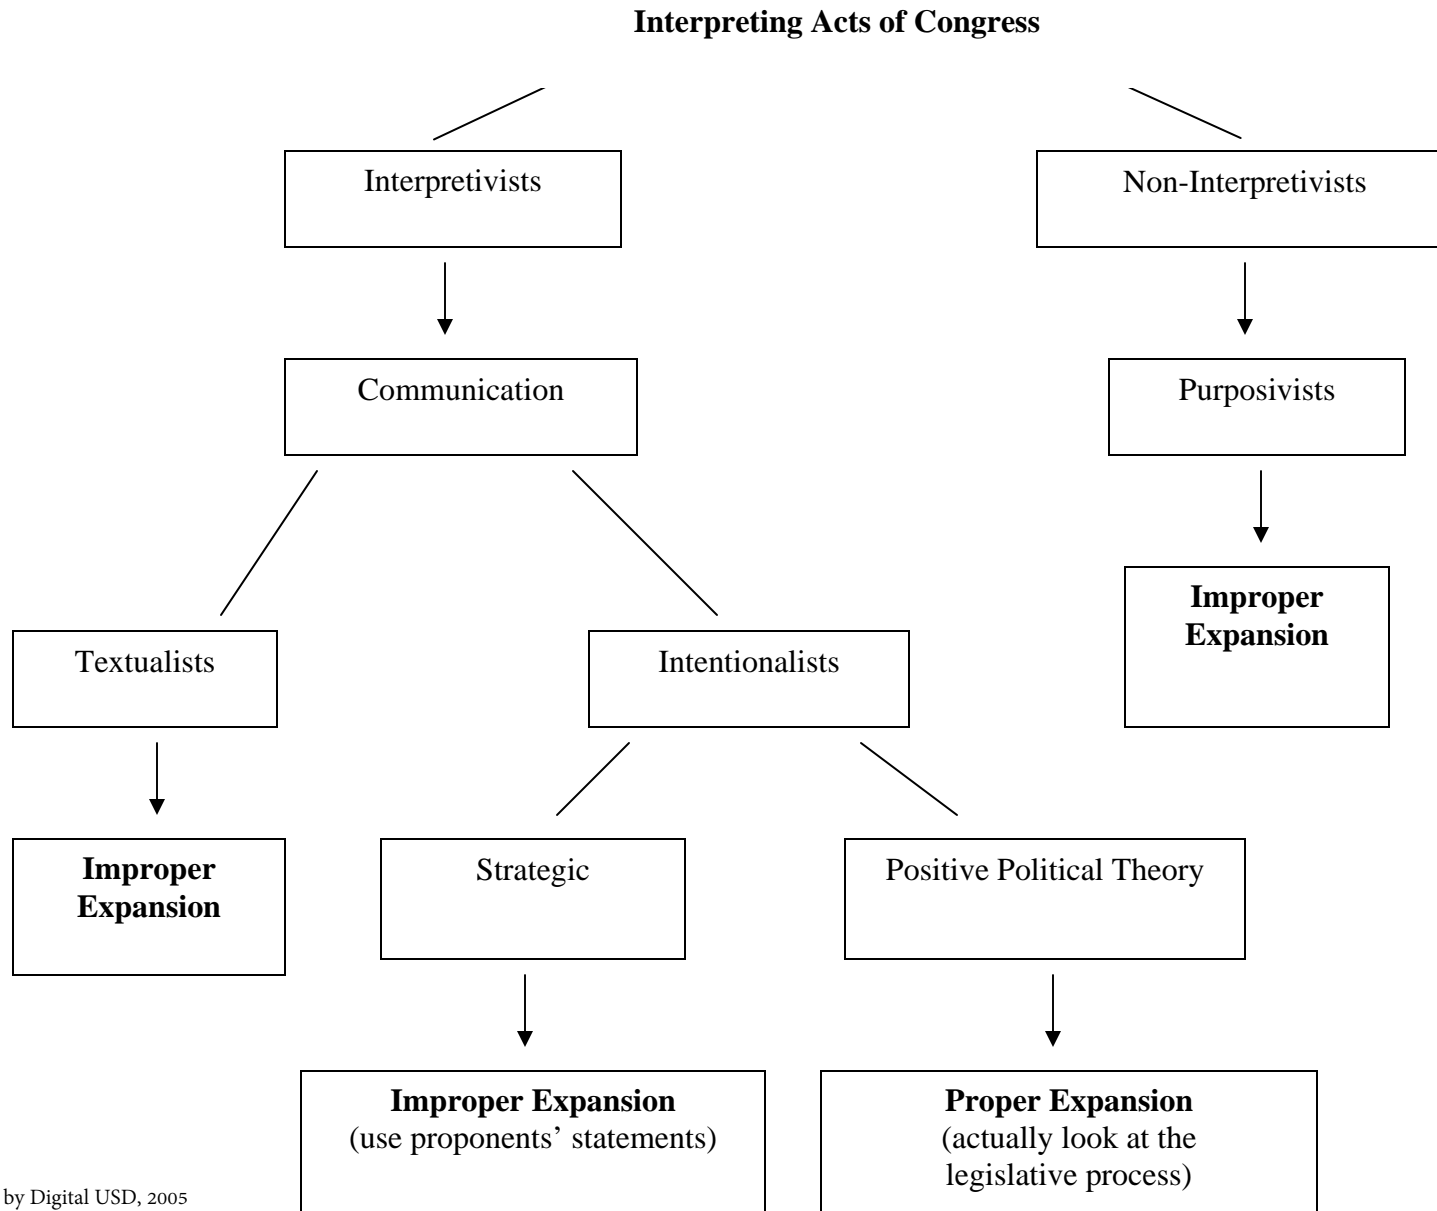 Interpreting Acts of Congress
Interpretivists
Non-Interpretivists
Communication
Purposivists
Improper
Expansion
Textualists
Intentionalists
Improper
Expansion
Strategic
Positive Political Theory
Improper Expansion
(use proponents’ statements)
Proper Expansion
(actually look at the
legislative process)
by Digital USD, 2005